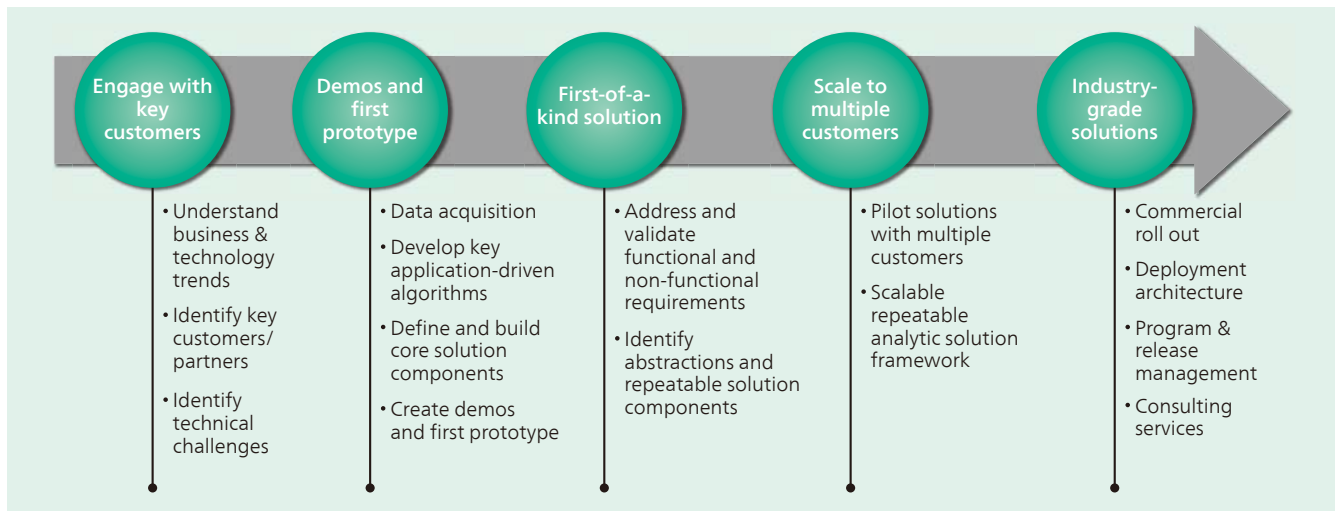 Engage with
key
customers
Demos and
first
prototype
First-of-a-
kind solution
Scale to
multiple
customers
Industry-
grade
solutions
• Understand
business &
technology
trends
• Identify key
customers/
partners
• Identify
technical
challenges
• Data acquisition
• Develop key
application-driven
algorithms
• Define and build
core solution
components
• Create demos
and first prototype
• Address and
validate
functional and
non-functional
requirements
• Identify
abstractions and
repeatable solution
components
• Pilot solutions
with multiple
customers
• Scalable
repeatable
analytic solution
framework
• Commercial
roll out
• Deployment
architecture
• Program &
release
management
• Consulting
services